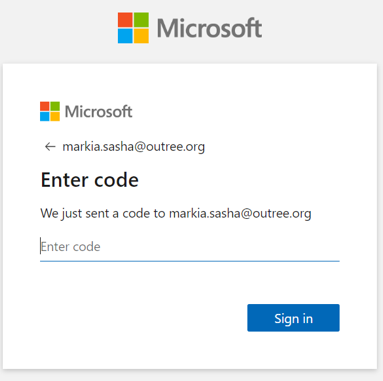 Microsoft
Microsoft
← markia.sasha@outree.org
Enter code
We just sent a code to markia.sasha@outree.org
Enter code
Sign in